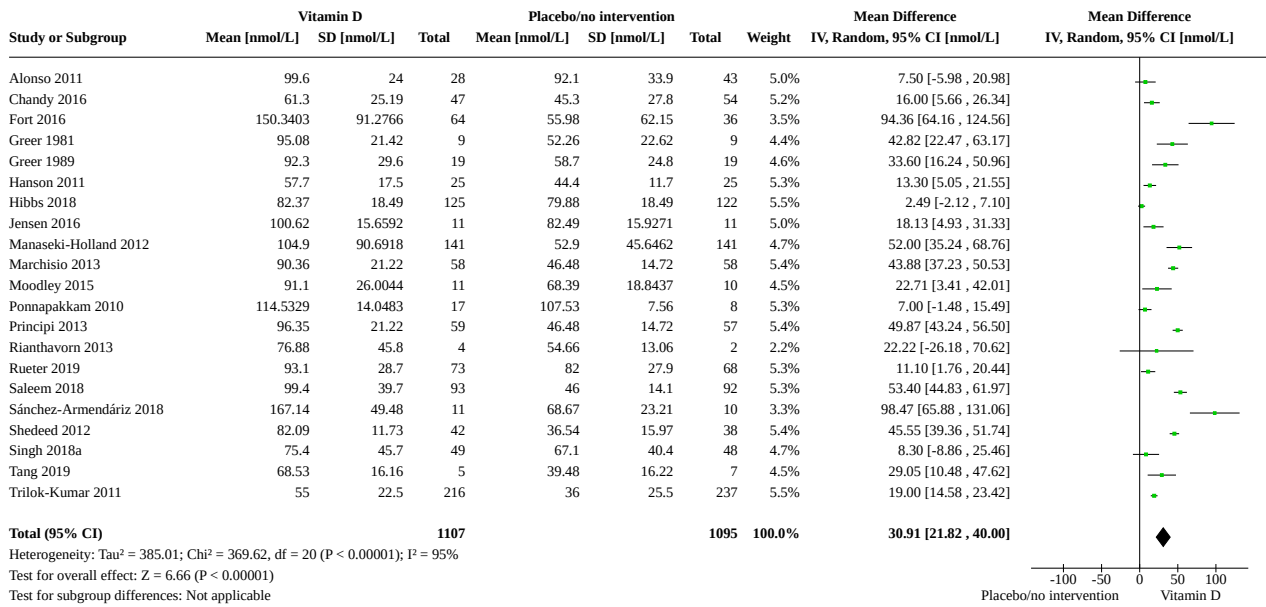 Vitamin D Placebo/no intervention Mean Difference Mean Difference
Study or Subgroup Mean [nmol/L] SD [nmol/L] Total Mean [nmol/L] SD [nmol/L] Total Weight IV, Random, 95% CI [nmol/L] IV, Random, 95% CI [nmol/L]
Alonso 2011 99.6 24 28 92.1 33.9 43 5.0% 7.50 [-5.98 , 20.98]
Chandy 2016 61.3 25.19 47 45.3 27.8 54 5.2% 16.00 [5.66 , 26.34]
Fort 2016 150.3403 91.2766 64 55.98 62.15 36 3.5% 94.36 [64.16 , 124.56]
Greer 1981 95.08 21.42 9 52.26 22.62 9 4.4% 42.82 [22.47 , 63.17]
Greer 1989 92.3 29.6 19 58.7 24.8 19 4.6% 33.60 [16.24 , 50.96]
Hanson 2011 57.7 17.5 25 44.4 11.7 25 5.3% 13.30 [5.05 , 21.55]
Hibbs 2018 82.37 18.49 125 79.88 18.49 122 5.5% 2.49 [-2.12 , 7.10]
Jensen 2016 100.62 15.6592 11 82.49 15.9271 11 5.0% 18.13 [4.93 , 31.33]
Manaseki-Holland 2012 104.9 90.6918 141 52.9 45.6462 141 4.7% 52.00 [35.24 , 68.76]
Marchisio 2013 90.36 21.22 58 46.48 14.72 58 5.4% 43.88 [37.23 , 50.53]
Moodley 2015 91.1 26.0044 11 68.39 18.8437 10 4.5% 22.71 [3.41 , 42.01]
Ponnapakkam 2010 114.5329 14.0483 17 107.53 7.56 8 5.3% 7.00 [-1.48 , 15.49]
Principi 2013 96.35 21.22 59 46.48 14.72 57 5.4% 49.87 [43.24 , 56.50]
Rianthavorn 2013 76.88 45.8 4 54.66 13.06 2 2.2% 22.22 [-26.18 , 70.62]
Rueter 2019 93.1 28.7 73 82 27.9 68 5.3% 11.10 [1.76 , 20.44]
Saleem 2018 99.4 39.7 93 46 14.1 92 5.3% 53.40 [44.83 , 61.97]
Sánchez-Armendáriz 2018 167.14 49.48 11 68.67 23.21 10 3.3% 98.47 [65.88 , 131.06]
Shedeed 2012 82.09 11.73 42 36.54 15.97 38 5.4% 45.55 [39.36 , 51.74]
Singh 2018a 75.4 45.7 49 67.1 40.4 48 4.7% 8.30 [-8.86 , 25.46]
Tang 2019 68.53 16.16 5 39.48 16.22 7 4.5% 29.05 [10.48 , 47.62]
Trilok-Kumar 2011 55 22.5 216 36 25.5 237 5.5% 19.00 [14.58 , 23.42]
Total (95% CI) 1107 1095 100.0% 30.91 [21.82 , 40.00]
Heterogeneity: Tau² = 385.01; Chi² = 369.62, df = 20 (P < 0.00001); I² = 95%
Test for overall effect: Z = 6.66 (P < 0.00001) -100 -50 0 50 100
Test for subgroup differences: Not applicable Placebo/no intervention Vitamin D